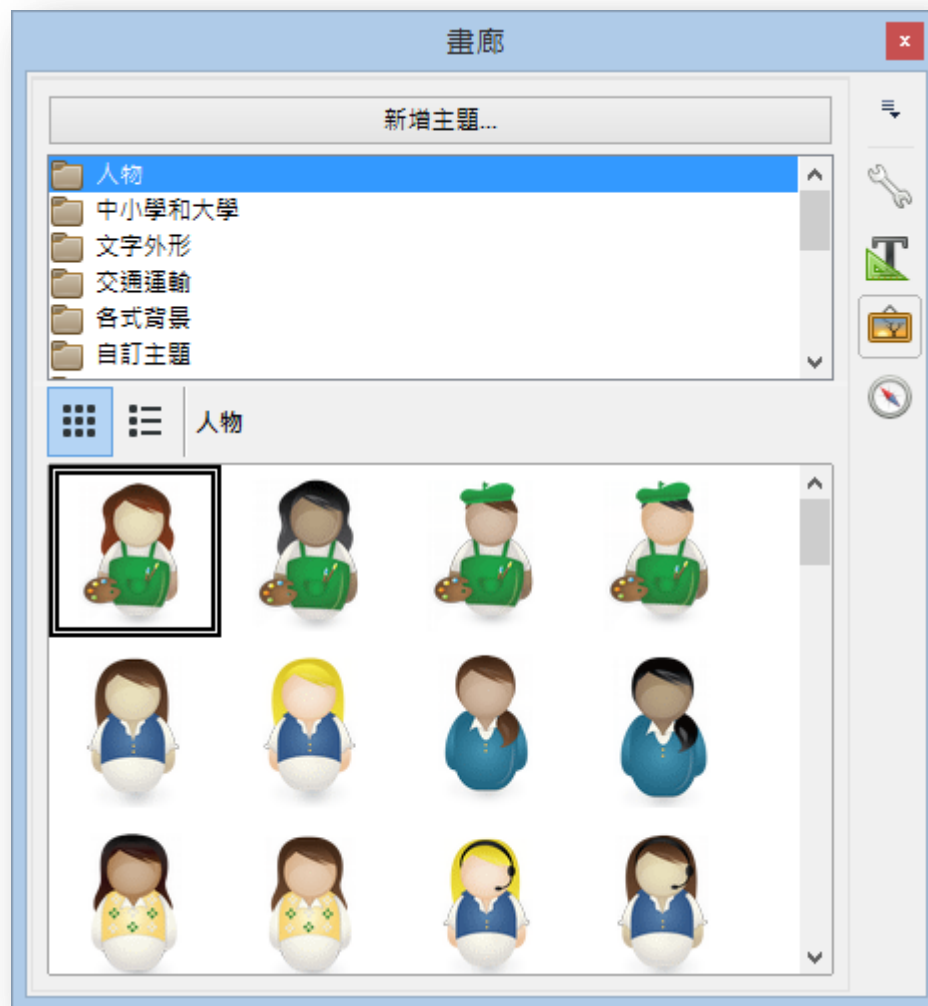 畫廊
新增主題...
人物
中小學和大學
文字外形
交通運輸
各式背景
自訂主題
人物